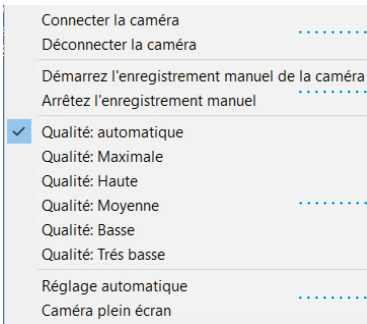 Connecter la caméra
Déconnecter la caméra
Démarrez l'enregistrement manuel de la caméra
Arrêtez l'enregistrement manuel
Qualité: automatique
Qualité: Maximale
Qualité: Haute
Qualité: Moyenne
Qualité: Basse
Qualité: Trés basse
Réglage automatique
Caméra plein écran